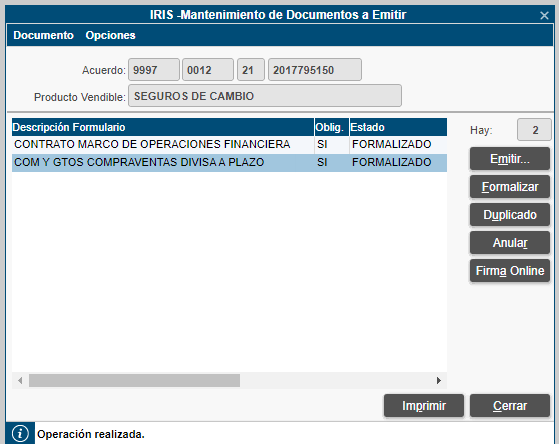 IRIS -Mantenimiento de Documentos a Emitir
Documento Opciones
Acuerdo: 9997 0012 21 2017795150
Producto Vendible: SEGUROS DE CAMBIO
Descripción Formulario Oblig. Estado
CONTRATO MARCO DE OPERACIONES FINANCIERA SI FORMALIZADO
COM Y GTOS COMPRAVENTAS DIVISA A PLAZO SI FORMALIZADO
Hay: 2
Emitir...
Formalizar
Duplicado
Anular
Firma Online
Imprimir Cerrar
Operación realizada.